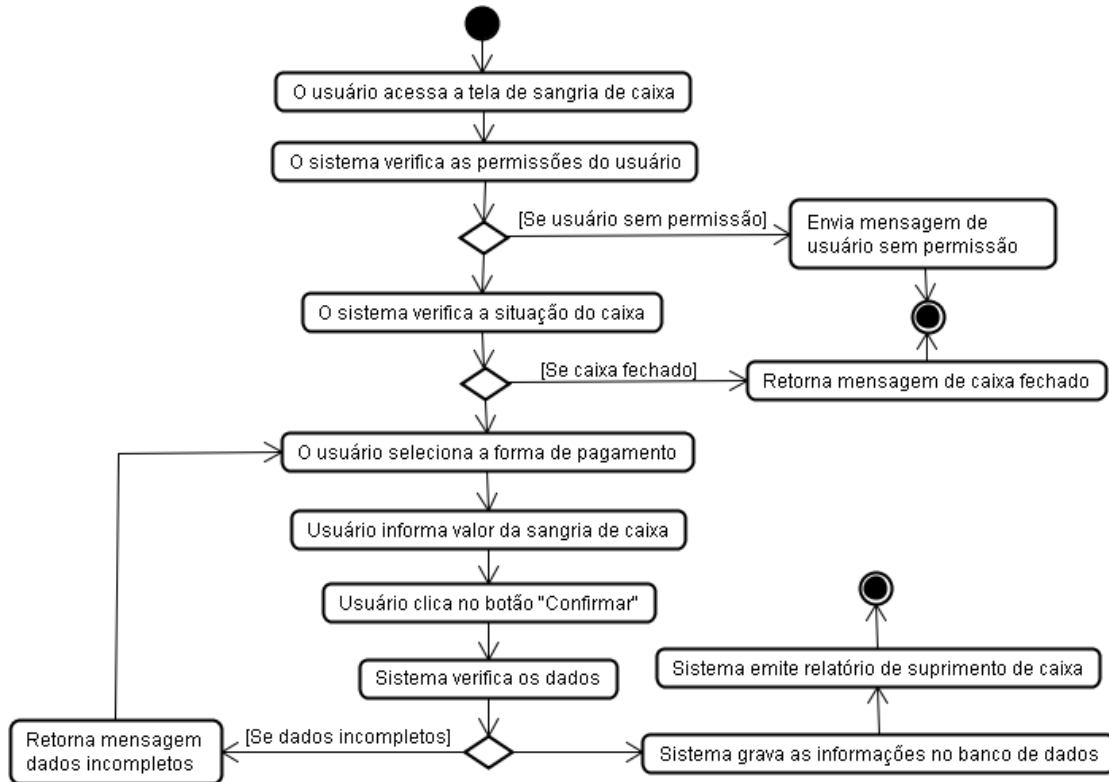 O usuário acessa a tela de sangria de caixa
O sistema verifica as permissões do usuário
[Se usuário sem permissão]
Envia mensagem de
usuário sem permissão
O sistema verifica a situação do caixa
[Se caixa fechado]
Retorna mensagem de caixa fechado
O usuário seleciona a forma de pagamento
Usuário informa valor da sangria de caixa
Usuário clica no botão "Confirmar"
Sistema verifica os dados
Sistema emite relatório de suprimento de caixa
[Se dados incompletos]
Retorna mensagem
dados incompletos
Sistema grava as informações no banco de dados